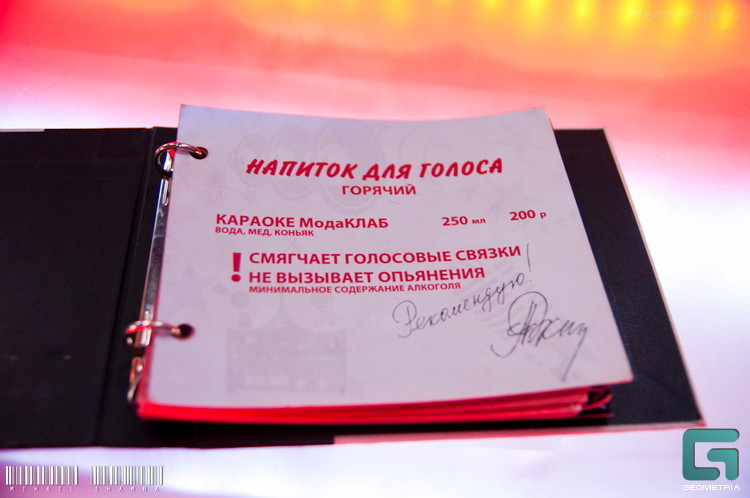 НАПИТОК ДЛЯ ГОЛОСА
ГОРЯЧИЙ
КАРАОКЕ МодаКЛАБ 250 мл 200 р
ВОДА, МЕД, КОНЬЯК
! СМЯГЧАЕТ ГОЛОСОВЫЕ СВЯЗКИ
НЕ ВЫЗЫВАЕТ ОПЬЯНЕНИЯ
МИНИМАЛЬНОЕ СОДЕРЖАНИЕ АЛКОГОЛЯ
Рекомендую!
GEOMETRIA